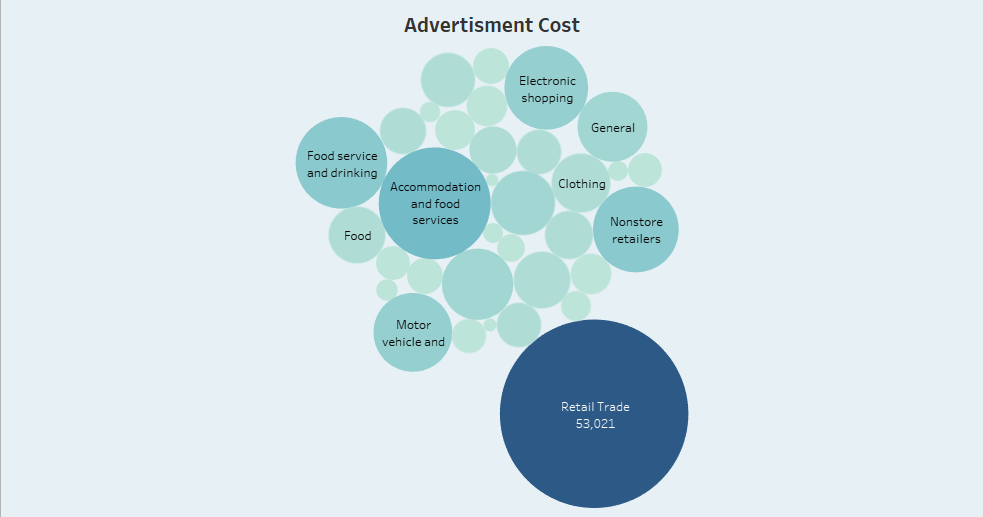 Advertisment Cost
Electronic
shopping
General
Food service
and drinking
Accommodation
and food
services
Clothing
Nonstore
retailers
Food
Motor
vehicle and
Retail Trade
53,021